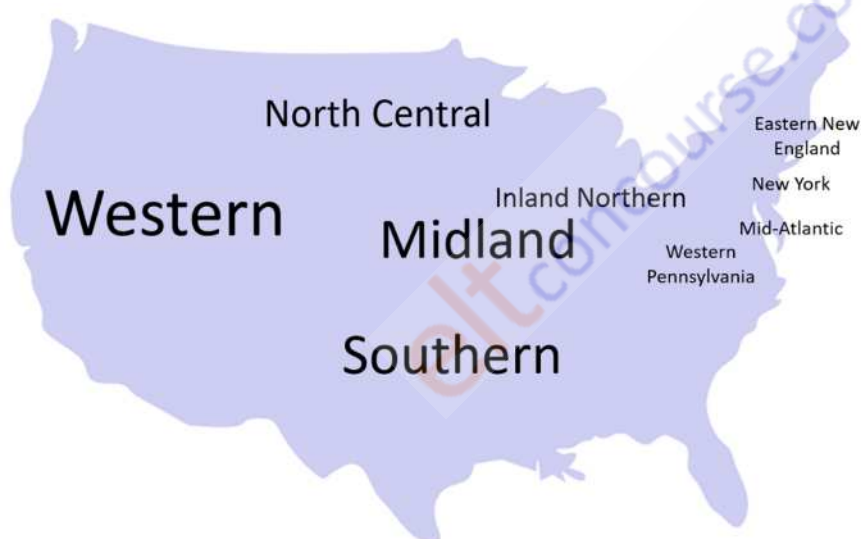 North Central
Eastern New
England
Western
Inland Northern
New York
Midland
Mid-Atlantic
Western
Pennsylvania
Southern
eltconcourse.co